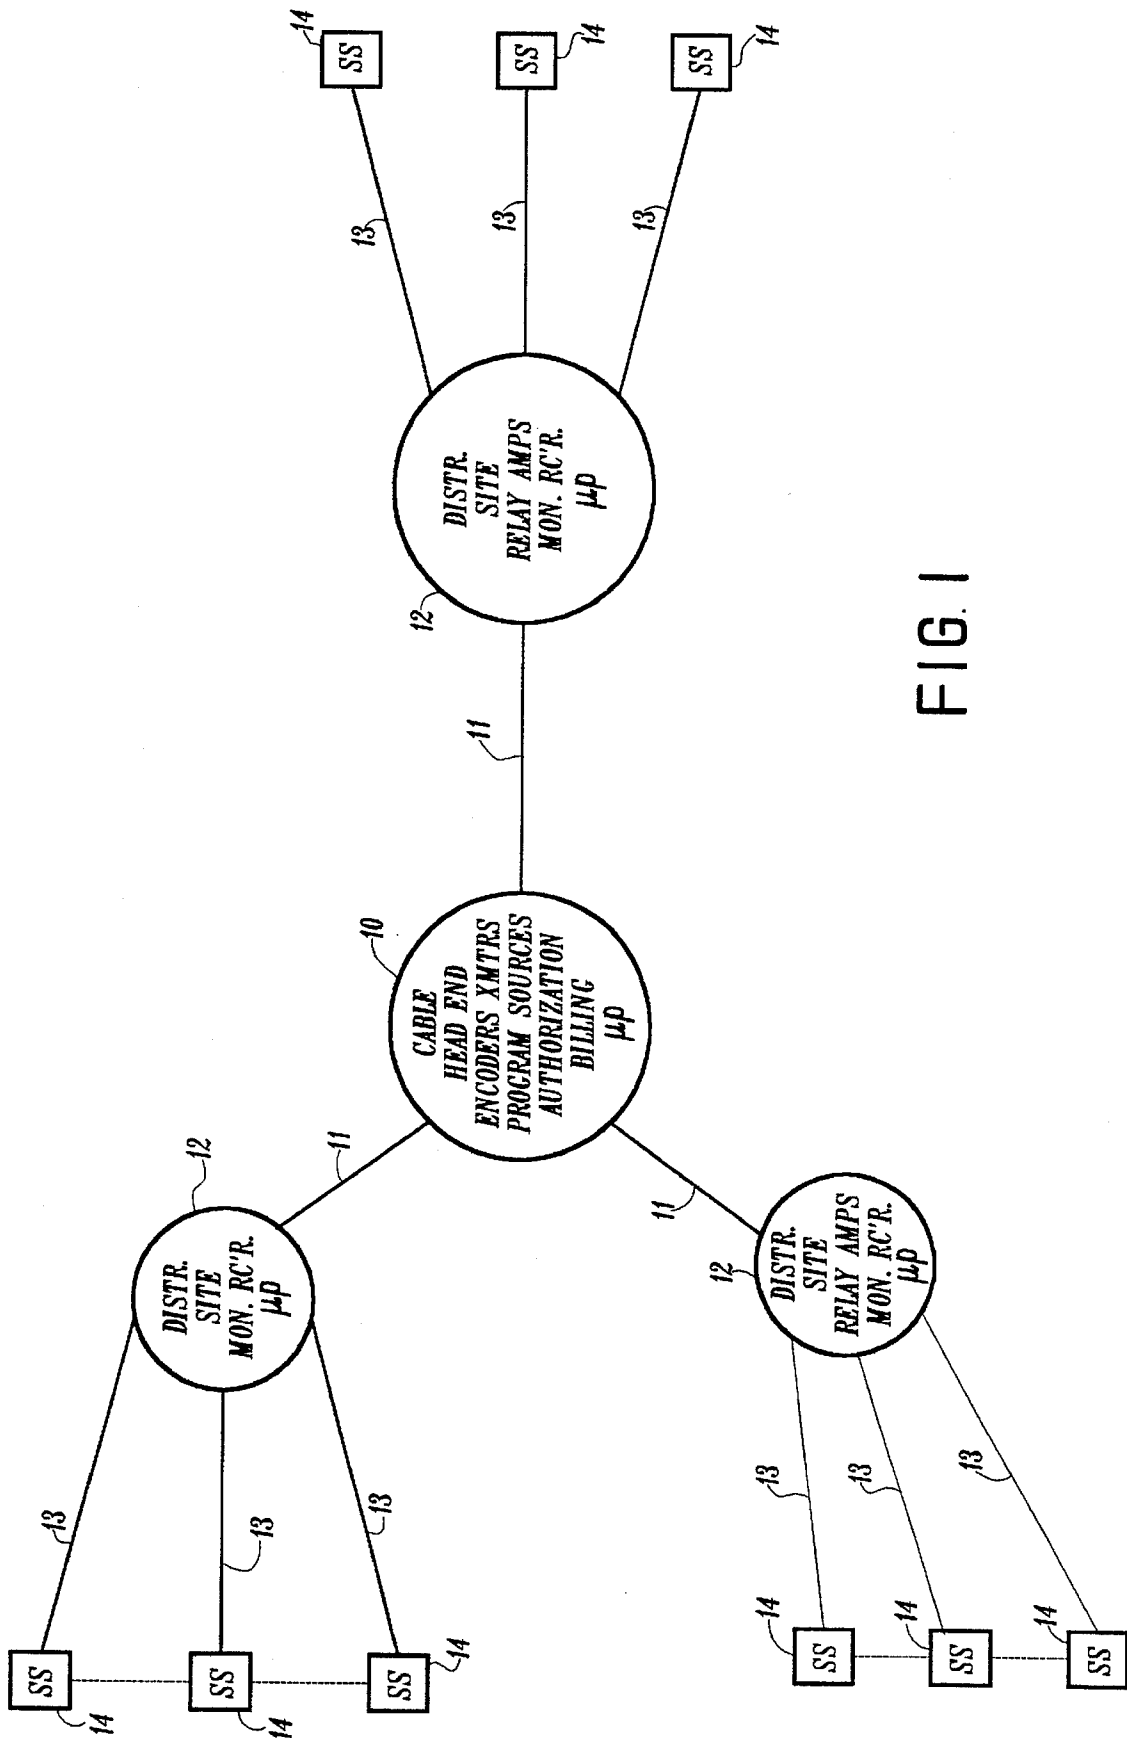 SS
14
13
SS
14
13
SS
14
13
12
DISTR.
SITE
MON. RC'R.
µp
11
10
CABLE
HEAD END
ENCODERS XMTRS
PROGRAM SOURCES
AUTHORIZATION
BILLING
µp
11
12
DISTR.
SITE
RELAY AMPS
MON. RC'R.
µp
13
14
SS
13
14
SS
13
14
SS
11
12
DISTR.
SITE
RELAY AMPS
MON. RC'R.
µp
13
14
SS
13
14
SS
13
14
SS
FIG. 1